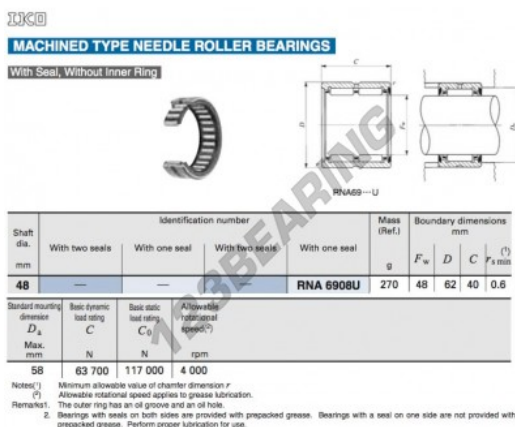 IKO
MACHINED TYPE NEEDLE ROLLER BEARINGS
With Seal, Without Inner Ring
C
r
D
Fw
RNA69···U
Da
123BEARING
Shaft dia. mm
Identification number
Mass (Ref.) g
Boundary dimensions mm
With two seals
With one seal
With two seals
With one seal
Fw D C rs min (1)
48 — — — RNA 6908U 270 48 62 40 0.6
Standard mounting dimension Da Max. mm
Basic dynamic load rating C N
Basic static load rating C0 N
Allowable rotational speed(2) rpm
58 63 700 117 000 4 000
Notes(1) Minimum allowable value of chamfer dimension r
(2) Allowable rotational speed applies to grease lubrication.
Remarks1. The outer ring has an oil groove and an oil hole.
2. Bearings with seals on both sides are provided with prepacked grease. Bearings with a seal on one side are not provided with
prepacked grease. Perform proper lubrication for use.